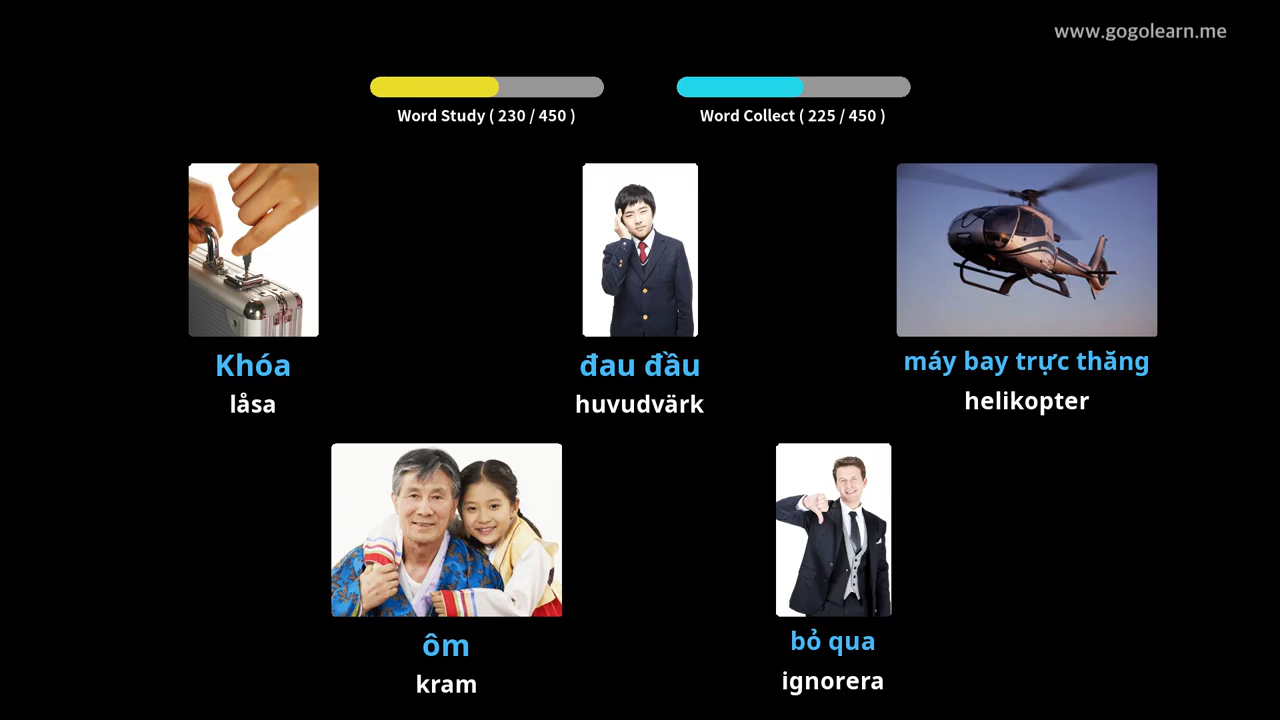 www.gogolearn.me
Word Study ( 230 / 450 )
Word Collect ( 225 / 450 )
Khóa
låsa
đau đầu
huvudvärk
máy bay trực thăng
helikopter
ôm
kram
bỏ qua
ignorera